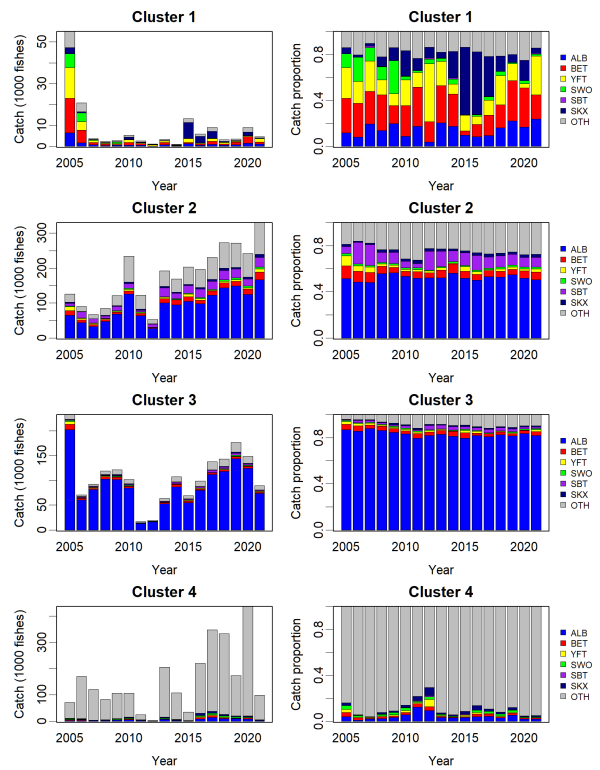 Cluster 1
Catch (1000 fishes)
0 10 30 50
2005 2010 2015 2020
Year
Cluster 1
Catch proportion
0.0 0.4 0.8
2005 2010 2015 2020
Year
ALB
BET
YFT
SWO
SBT
SKX
OTH
Cluster 2
Catch (1000 fishes)
0 100 200 300
2005 2010 2015 2020
Year
Cluster 2
Catch proportion
0.0 0.4 0.8
2005 2010 2015 2020
Year
ALB
BET
YFT
SWO
SBT
SKX
OTH
Cluster 3
Catch (1000 fishes)
0 50 150
2005 2010 2015 2020
Year
Cluster 3
Catch proportion
0.0 0.4 0.8
2005 2010 2015 2020
Year
ALB
BET
YFT
SWO
SBT
SKX
OTH
Cluster 4
Catch (1000 fishes)
0 100 300
2005 2010 2015 2020
Year
Cluster 4
Catch proportion
0.0 0.4 0.8
2005 2010 2015 2020
Year
ALB
BET
YFT
SWO
SBT
SKX
OTH